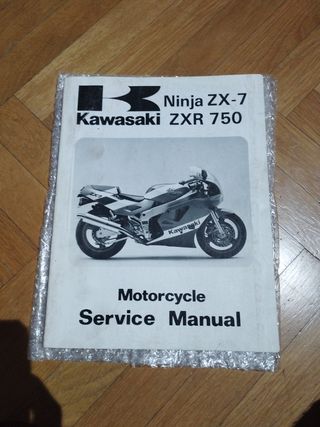 Ninja ZX-7
Kawasaki ZXR 750
Kawasaki
Motorcycle
Service Manual